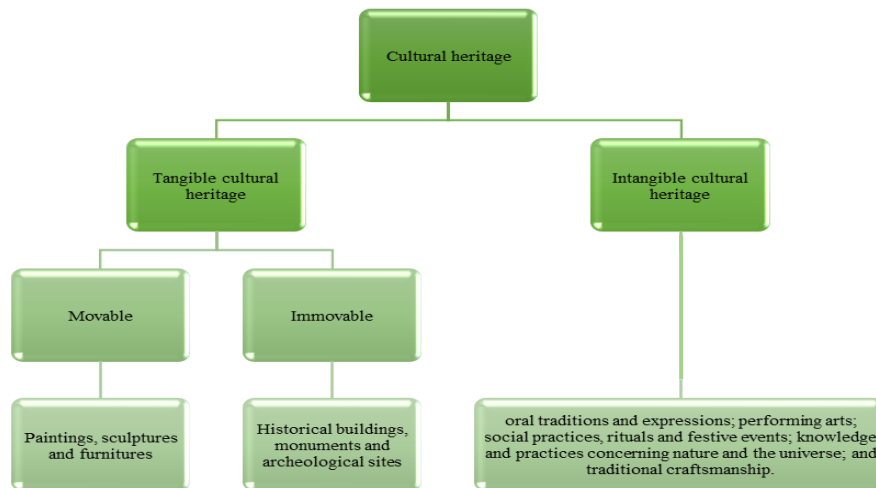 Cultural heritage
Tangible cultural
heritage
Intangible cultural
heritage
Movable
Immovable
Paintings, sculptures
and furnitures
Historical buildings,
monuments and
archeological sites
oral traditions and expressions; performing arts;
social practices, rituals and festive events; knowledge
and practices concerning nature and the universe; and
traditional craftsmanship.